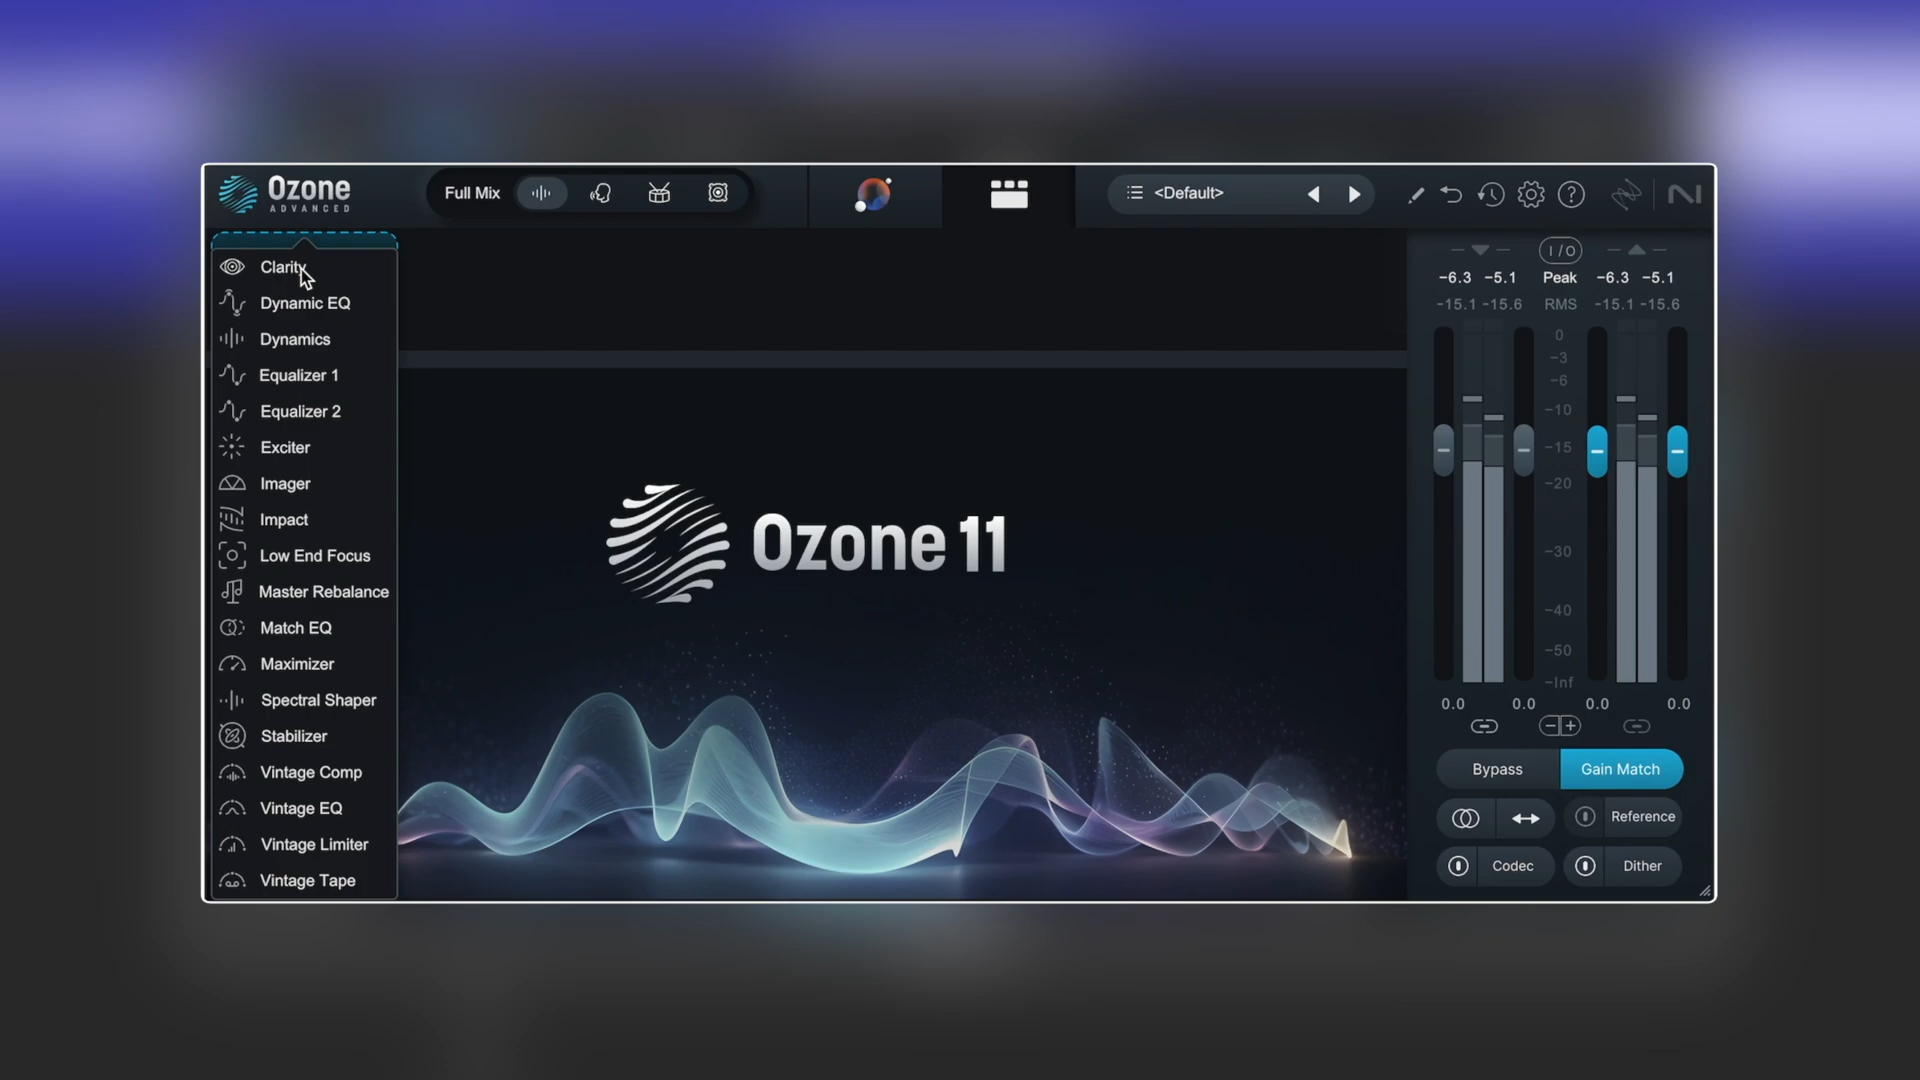 Ozone
ADVANCED
Full Mix
<Default>
Clarity
Dynamic EQ
Dynamics
Equalizer 1
Equalizer 2
Exciter
Imager
Impact
Low End Focus
Master Rebalance
Match EQ
Maximizer
Spectral Shaper
Stabilizer
Vintage Comp
Vintage EQ
Vintage Limiter
Vintage Tape
Ozone 11
I/O
-6.3 -5.1 Peak -6.3 -5.1
-15.1 -15.6 RMS -15.1 -15.6
0
-3
-6
-10
-15
-20
-30
-40
-50
-Inf
0.0 0.0 0.0 0.0
Bypass Gain Match
Reference
Codec Dither